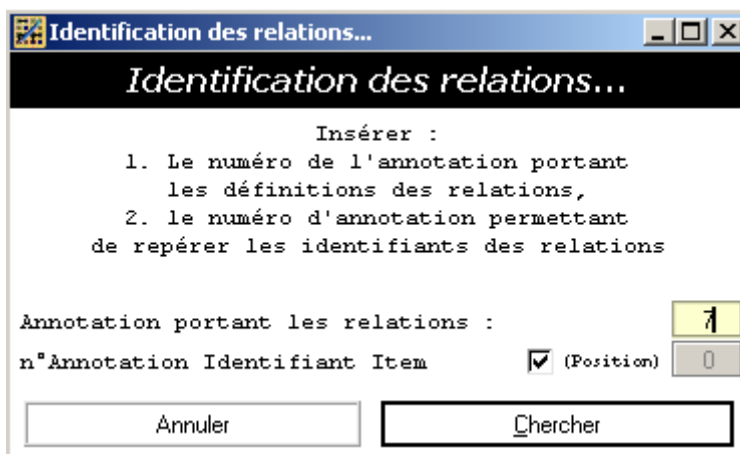 Identification des relations...
Identification des relations...
Insérer :
1. Le numéro de l'annotation portant
les définitions des relations,
2. le numéro d'annotation permettant
de repérer les identifiants des relations
Annotation portant les relations : 7
n°Annotation Identifiant Item (Position) 0
Annuler Chercher